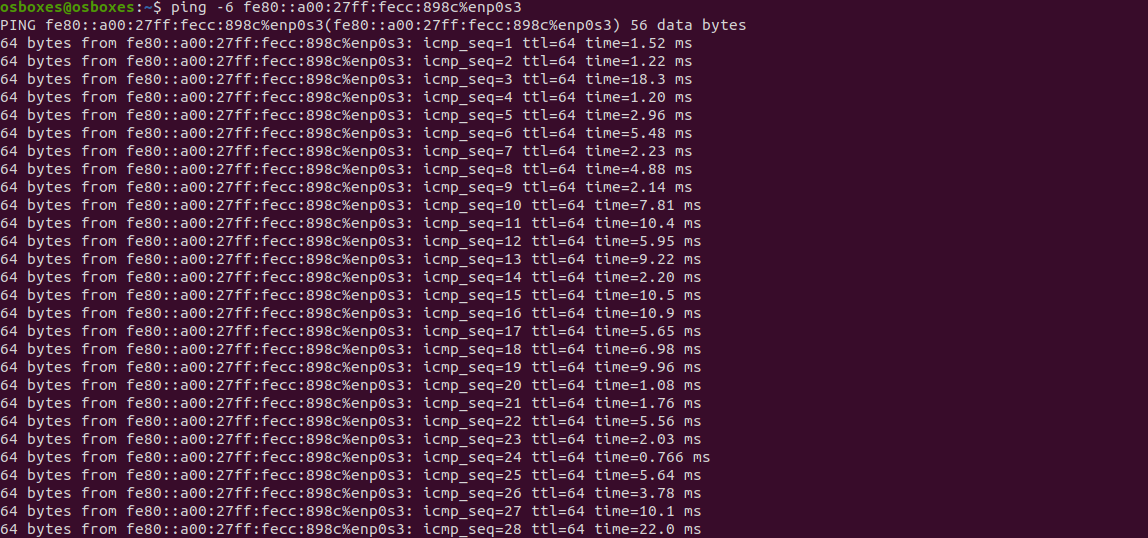 osboxes@osboxes:~$ ping -6 fe80::a00:27ff:fecc:898c%enp0s3
PING fe80::a00:27ff:fecc:898c%enp0s3(fe80::a00:27ff:fecc:898c%enp0s3) 56 data bytes
64 bytes from fe80::a00:27ff:fecc:898c%enp0s3: icmp_seq=1 ttl=64 time=1.52 ms
64 bytes from fe80::a00:27ff:fecc:898c%enp0s3: icmp_seq=2 ttl=64 time=1.22 ms
64 bytes from fe80::a00:27ff:fecc:898c%enp0s3: icmp_seq=3 ttl=64 time=18.3 ms
64 bytes from fe80::a00:27ff:fecc:898c%enp0s3: icmp_seq=4 ttl=64 time=1.20 ms
64 bytes from fe80::a00:27ff:fecc:898c%enp0s3: icmp_seq=5 ttl=64 time=2.96 ms
64 bytes from fe80::a00:27ff:fecc:898c%enp0s3: icmp_seq=6 ttl=64 time=5.48 ms
64 bytes from fe80::a00:27ff:fecc:898c%enp0s3: icmp_seq=7 ttl=64 time=2.23 ms
64 bytes from fe80::a00:27ff:fecc:898c%enp0s3: icmp_seq=8 ttl=64 time=4.88 ms
64 bytes from fe80::a00:27ff:fecc:898c%enp0s3: icmp_seq=9 ttl=64 time=2.14 ms
64 bytes from fe80::a00:27ff:fecc:898c%enp0s3: icmp_seq=10 ttl=64 time=7.81 ms
64 bytes from fe80::a00:27ff:fecc:898c%enp0s3: icmp_seq=11 ttl=64 time=10.4 ms
64 bytes from fe80::a00:27ff:fecc:898c%enp0s3: icmp_seq=12 ttl=64 time=5.95 ms
64 bytes from fe80::a00:27ff:fecc:898c%enp0s3: icmp_seq=13 ttl=64 time=9.22 ms
64 bytes from fe80::a00:27ff:fecc:898c%enp0s3: icmp_seq=14 ttl=64 time=2.20 ms
64 bytes from fe80::a00:27ff:fecc:898c%enp0s3: icmp_seq=15 ttl=64 time=10.5 ms
64 bytes from fe80::a00:27ff:fecc:898c%enp0s3: icmp_seq=16 ttl=64 time=10.9 ms
64 bytes from fe80::a00:27ff:fecc:898c%enp0s3: icmp_seq=17 ttl=64 time=5.65 ms
64 bytes from fe80::a00:27ff:fecc:898c%enp0s3: icmp_seq=18 ttl=64 time=6.98 ms
64 bytes from fe80::a00:27ff:fecc:898c%enp0s3: icmp_seq=19 ttl=64 time=9.96 ms
64 bytes from fe80::a00:27ff:fecc:898c%enp0s3: icmp_seq=20 ttl=64 time=1.08 ms
64 bytes from fe80::a00:27ff:fecc:898c%enp0s3: icmp_seq=21 ttl=64 time=1.76 ms
64 bytes from fe80::a00:27ff:fecc:898c%enp0s3: icmp_seq=22 ttl=64 time=5.56 ms
64 bytes from fe80::a00:27ff:fecc:898c%enp0s3: icmp_seq=23 ttl=64 time=2.03 ms
64 bytes from fe80::a00:27ff:fecc:898c%enp0s3: icmp_seq=24 ttl=64 time=0.766 ms
64 bytes from fe80::a00:27ff:fecc:898c%enp0s3: icmp_seq=25 ttl=64 time=5.64 ms
64 bytes from fe80::a00:27ff:fecc:898c%enp0s3: icmp_seq=26 ttl=64 time=3.78 ms
64 bytes from fe80::a00:27ff:fecc:898c%enp0s3: icmp_seq=27 ttl=64 time=10.1 ms
64 bytes from fe80::a00:27ff:fecc:898c%enp0s3: icmp_seq=28 ttl=64 time=22.0 ms